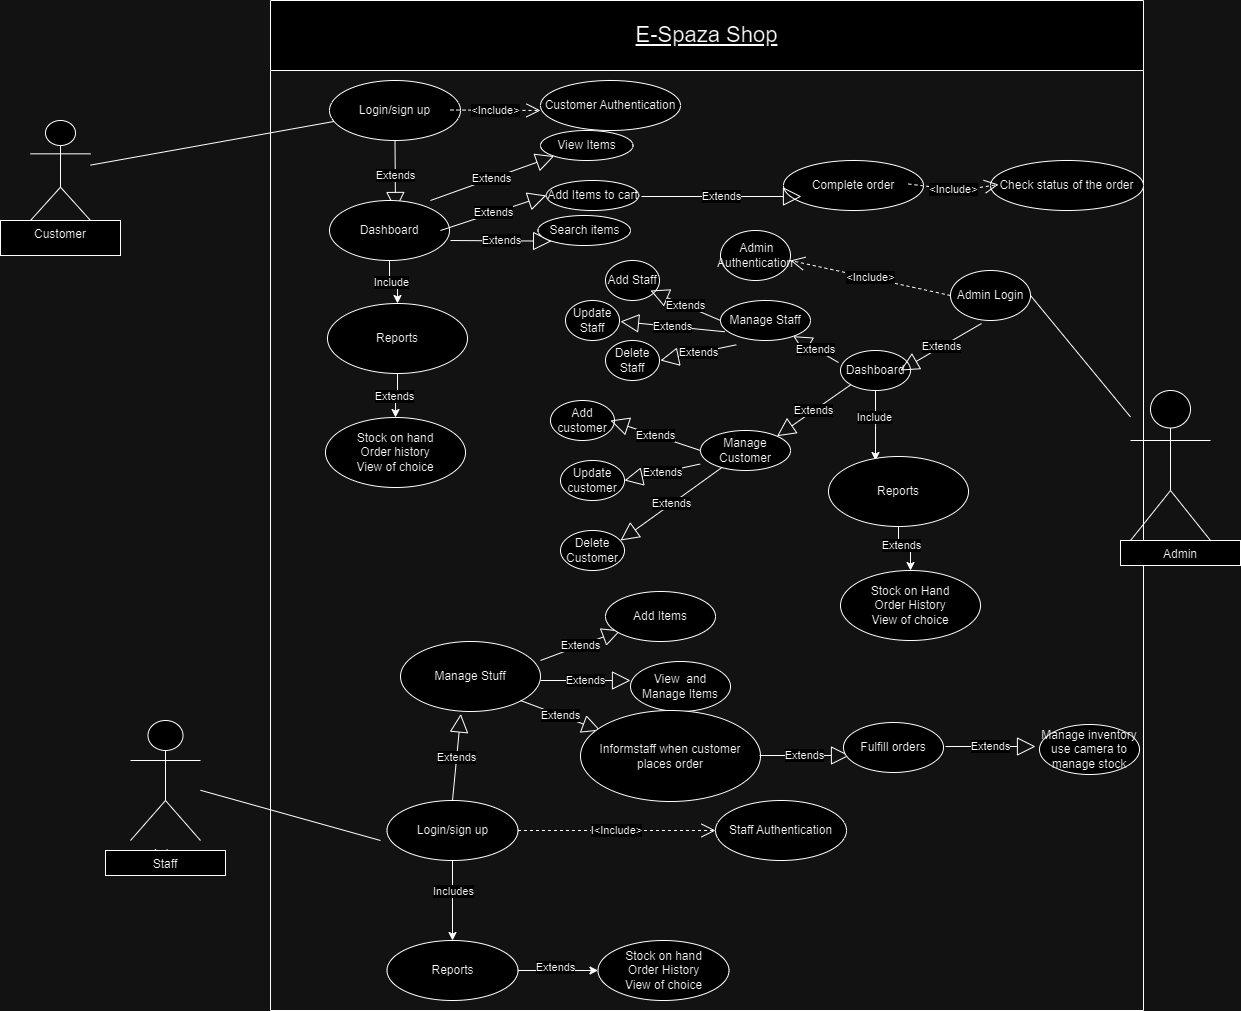 E-Spaza Shop
Login/sign up
<Include>
Customer Authentication
View Items
Extends
Extends
Add Items to cart
Extends
Complete order
<Include>
Check status of the order
Extends
Dashboard
Extends
Search items
Customer
Include
Reports
Extends
Stock on hand
Order history
View of choice
Admin
Authentication
<Include>
Admin Login
Add Staff
Extends
Update
Staff
Extends
Manage Staff
Delete
Staff
Extends
Extends
Extends
Dashboard
Extends
Include
Add
customer
Extends
Manage
Customer
Update
customer
Extends
Extends
Delete
Customer
Reports
Extends
Stock on Hand
Order History
View of choice
Admin
Add Items
Extends
Manage Stuff
Extends
View and
Manage Items
Extends
Informstaff when customer
places order
Extends
Fulfill orders
Extends
Manage inventory
use camera to
manage stock
Extends
Login/sign up
I<Include>
Staff Authentication
Staff
Includes
Reports
Extends
Stock on hand
Order History
View of choice